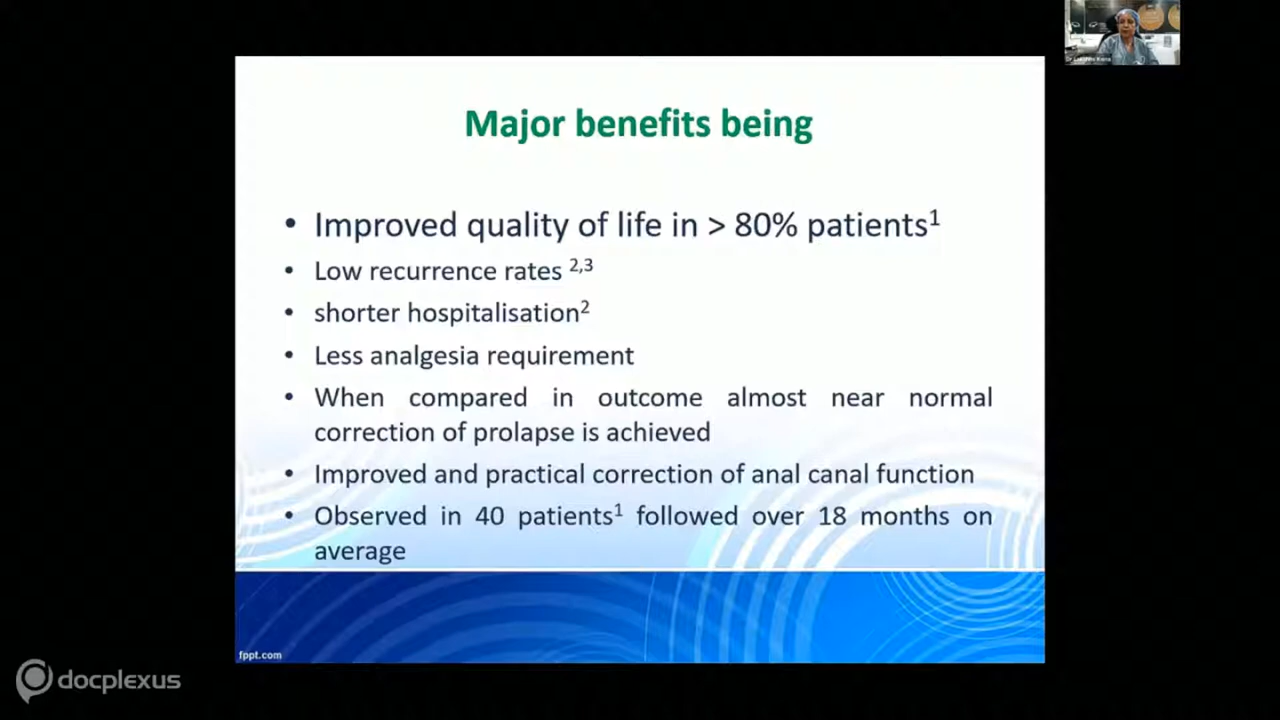 Major benefits being
• Improved quality of life in > 80% patients1
• Low recurrence rates 2,3
• shorter hospitalisation2
• Less analgesia requirement
• When compared in outcome almost near normal
correction of prolapse is achieved
• Improved and practical correction of anal canal function
• Observed in 40 patients1 followed over 18 months on
average
fppt.com
docplexus